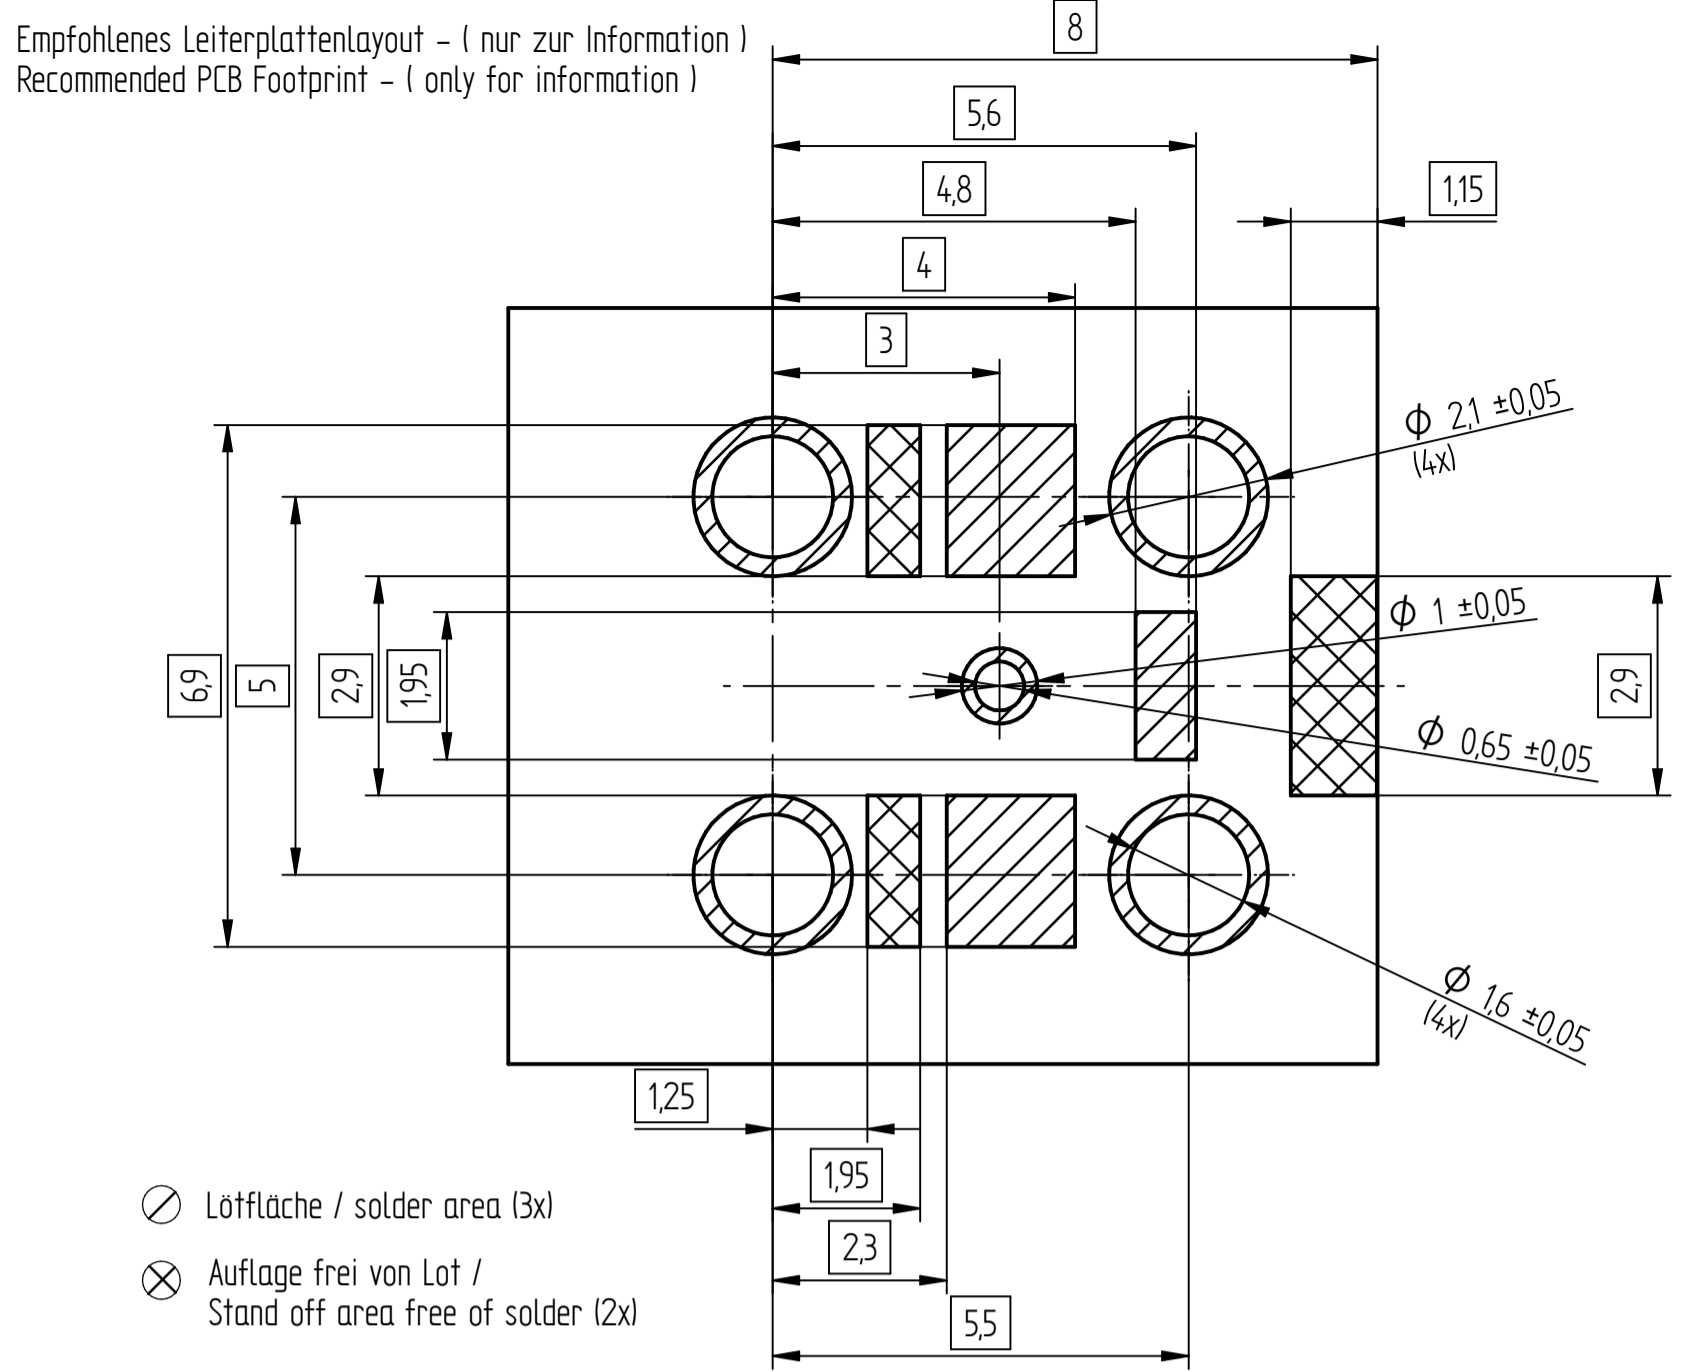 Empfohlenes Leiterplattenlayout – ( nur zur Information )
Recommended PCB Footprint – ( only for information )
8
5,6
4,8
1,15
4
3
ϕ 2,1 ±0,05
(4x)
ϕ 1 ±0,05
6,9
5
2,9
1,95
2,9
ϕ 0,65 ±0,05
ϕ 1,6 ±0,05
(4x)
1,25
1,95
2,3
5,5
Lötfläche / solder area (3x)
Auflage frei von Lot /
Stand off area free of solder (2x)